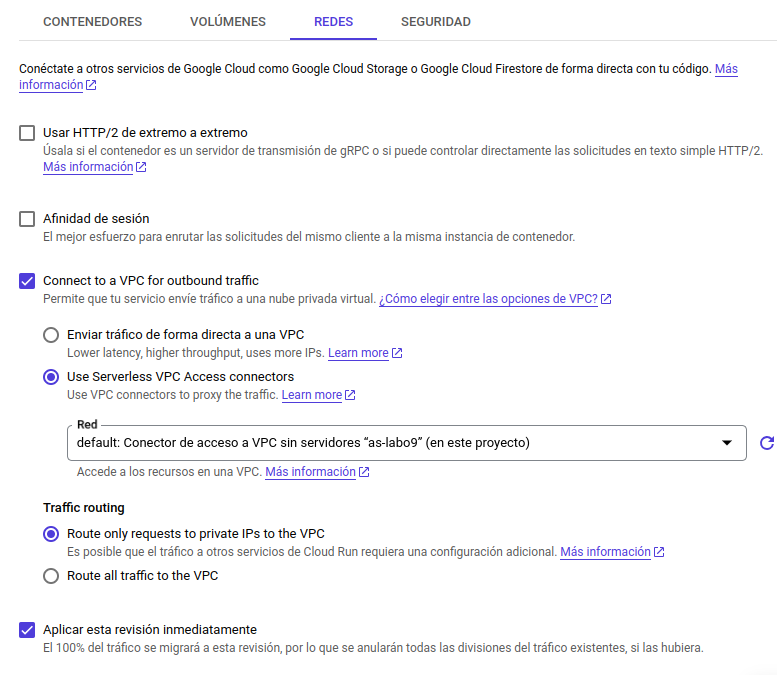 CONTENEDORES VOLÚMENES REDES SEGURIDAD
Conéctate a otros servicios de Google Cloud como Google Cloud Storage o Google Cloud Firestore de forma directa con tu código. Más
información
Usar HTTP/2 de extremo a extremo
Úsala si el contenedor es un servidor de transmisión de gRPC o si puede controlar directamente las solicitudes en texto simple HTTP/2.
Más información
Afinidad de sesión
El mejor esfuerzo para enrutar las solicitudes del mismo cliente a la misma instancia de contenedor.
Connect to a VPC for outbound traffic
Permite que tu servicio envíe tráfico a una nube privada virtual. ¿Cómo elegir entre las opciones de VPC?
Enviar tráfico de forma directa a una VPC
Lower latency, higher throughput, uses more IPs. Learn more
Use Serverless VPC Access connectors
Use VPC connectors to proxy the traffic. Learn more
Red
default: Conector de acceso a VPC sin servidores “as-labo9” (en este proyecto)
Accede a los recursos en una VPC. Más información
Traffic routing
Route only requests to private IPs to the VPC
Es posible que el tráfico a otros servicios de Cloud Run requiera una configuración adicional. Más información
Route all traffic to the VPC
Aplicar esta revisión inmediatamente
El 100% del tráfico se migrará a esta revisión, por lo que se anularán todas las divisiones del tráfico existentes, si las hubiera.